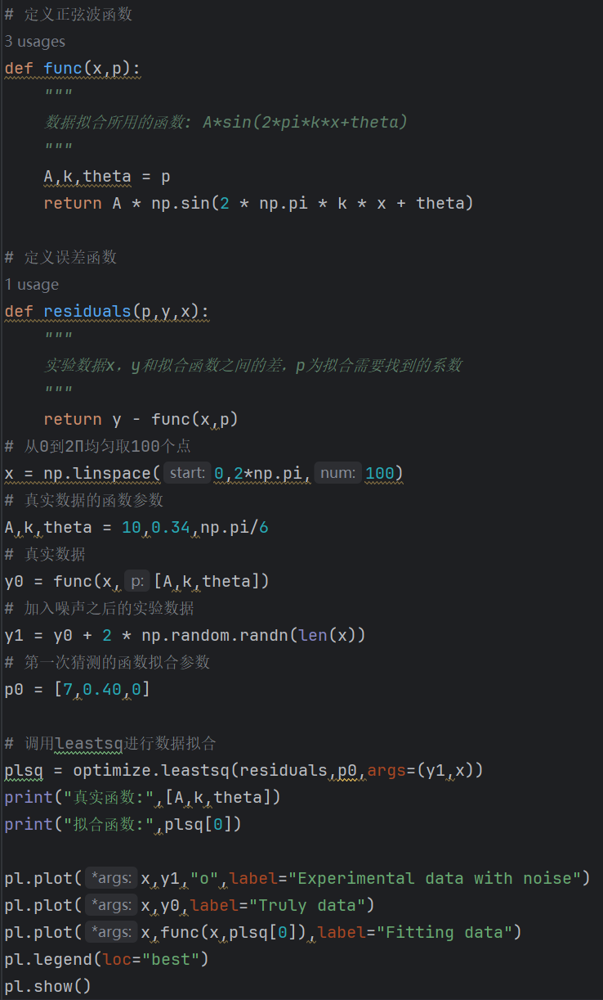 # 定义正弦波函数
3 usages
def func(x,p):
    """
    数据拟合所用的函数: A*sin(2*pi*k*x+theta)
    """
    A,k,theta = p
    return A * np.sin(2 * np.pi * k * x + theta)
# 定义误差函数
1 usage
def residuals(p,y,x):
    """
    实验数据x，y和拟合函数之间的差，p为拟合需要找到的系数
    """
    return y - func(x,p)
# 从0到2Π均匀取100个点
x = np.linspace( start: 0,2*np.pi, num: 100)
# 真实数据的函数参数
A,k,theta = 10,0.34,np.pi/6
# 真实数据
y0 = func(x, p: [A,k,theta])
# 加入噪声之后的实验数据
y1 = y0 + 2 * np.random.randn(len(x))
# 第一次猜测的函数拟合参数
p0 = [7,0.40,0]
# 调用leastsq进行数据拟合
plsq = optimize.leastsq(residuals,p0,args=(y1,x))
print("真实函数:",[A,k,theta])
print("拟合函数:",plsq[0])
pl.plot( *args: x,y1,"o",label="Experimental data with noise")
pl.plot( *args: x,y0,label="Truly data")
pl.plot( *args: x,func(x,plsq[0]),label="Fitting data")
pl.legend(loc="best")
pl.show()